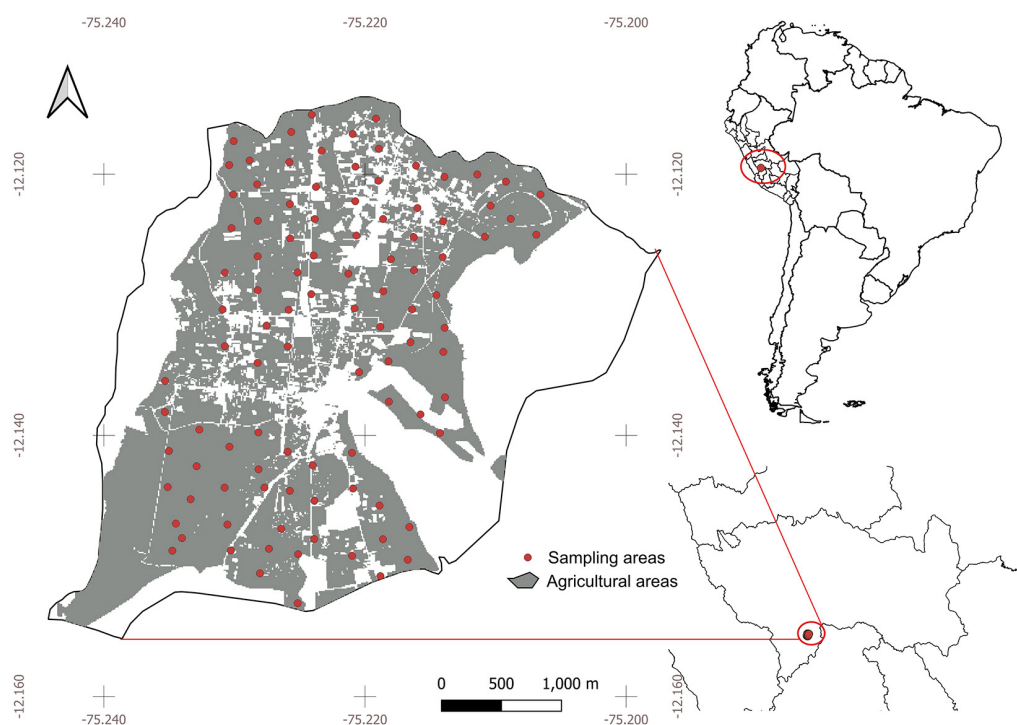 -75.240 -75.220 -75.200
-12.120 -12.120
-12.140 -12.140
Sampling areas
Agricultural areas
0 500 1,000 m
-12.160 -12.160
-75.240 -75.220 -75.200